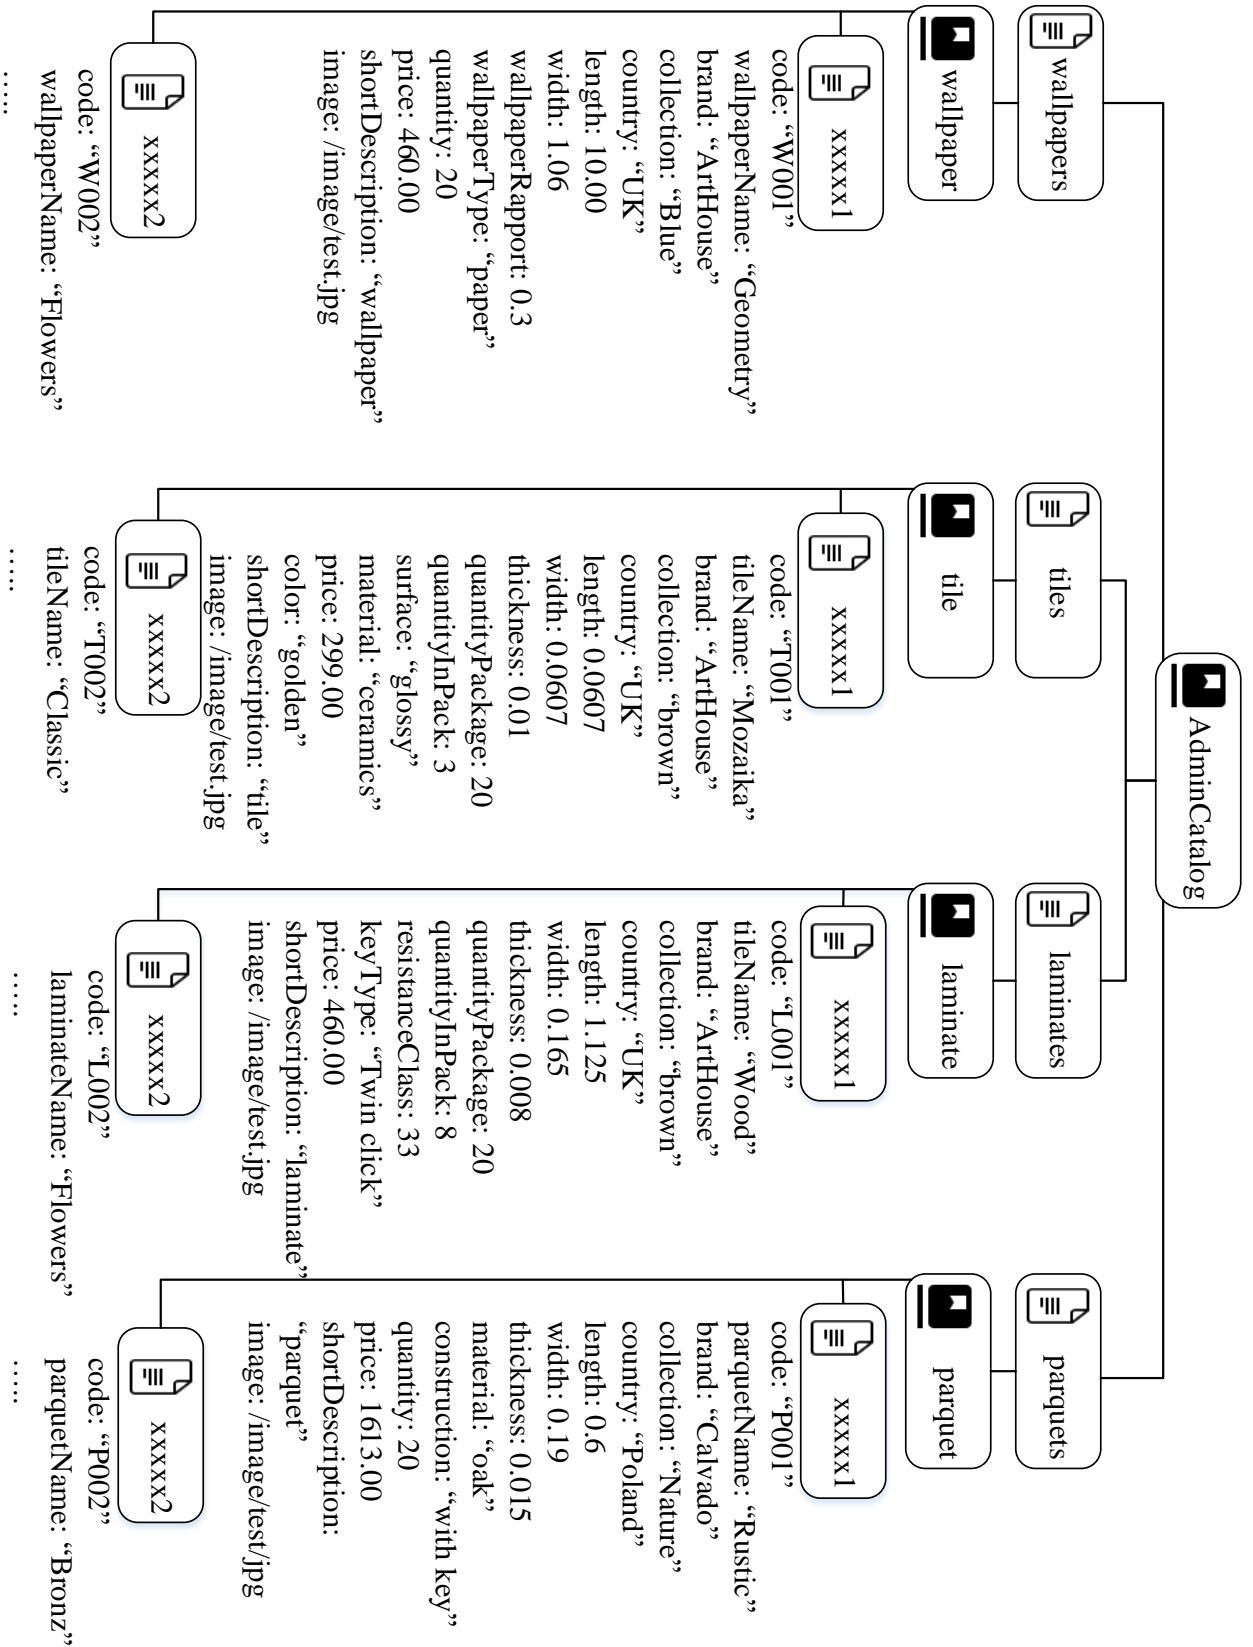 AdminCatalog
wallpapers
wallpaper
xxxxx1
code: “W001”
wallpaperName: “Geometry”
brand: “ArtHouse”
collection: “Blue”
country: “UK”
length: 10.00
width: 1.06
wallpaperRapport: 0.3
wallpaperType: “paper”
quantity: 20
price: 460.00
shortDescription: “wallpaper”
image: /image/test.jpg
xxxxx2
code: “W002”
wallpaperName: “Flowers”
…..
tiles
tile
xxxxx1
code: “T001”
tileName: “Mozaika”
brand: “ArtHouse”
collection: “brown”
country: “UK”
length: 0.0607
width: 0.0607
thickness: 0.01
quantityPackage: 20
quantityInPack: 3
surface: “glossy”
material: “ceramics”
price: 299.00
color: “golden”
shortDescription: “tile”
image: /image/test.jpg
xxxxx2
code: “T002”
tileName: “Classic”
…..
laminates
laminate
xxxxx1
code: “L001”
tileName: “Wood”
brand: “ArtHouse”
collection: “brown”
country: “UK”
length: 1.125
width: 0.165
thickness: 0.008
quantityPackage: 20
quantityInPack: 8
resistanceClass: 33
keyType: “Twin click”
price: 460.00
shortDescription: “laminate”
image: /image/test.jpg
xxxxx2
code: “L002”
laminateName: “Flowers”
…..
parquets
parquet
xxxxx1
code: “P001”
parquetName: “Rustic”
brand: “Calvado”
collection: “Nature”
country: “Poland”
length: 0.6
width: 0.19
thickness: 0.015
material: “oak”
construction: “with key”
quantity: 20
price: 1613.00
shortDescription:
“parquet”
image: /image/test/jpg
xxxxx2
code: “P002”
parquetName: “Bronz”
…..